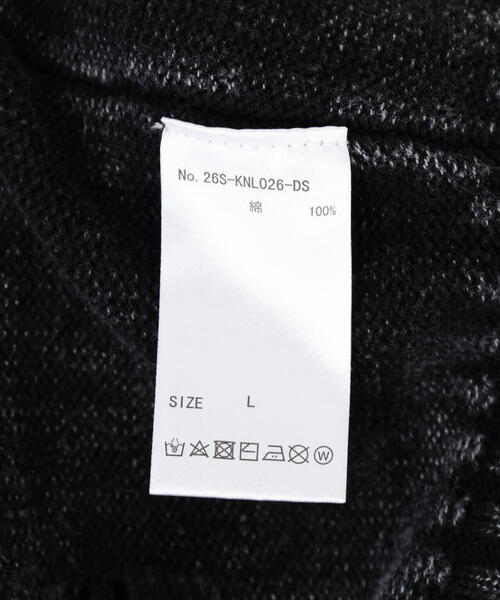 No. 26S-KNL026-DS
綿 100%
SIZE L
W